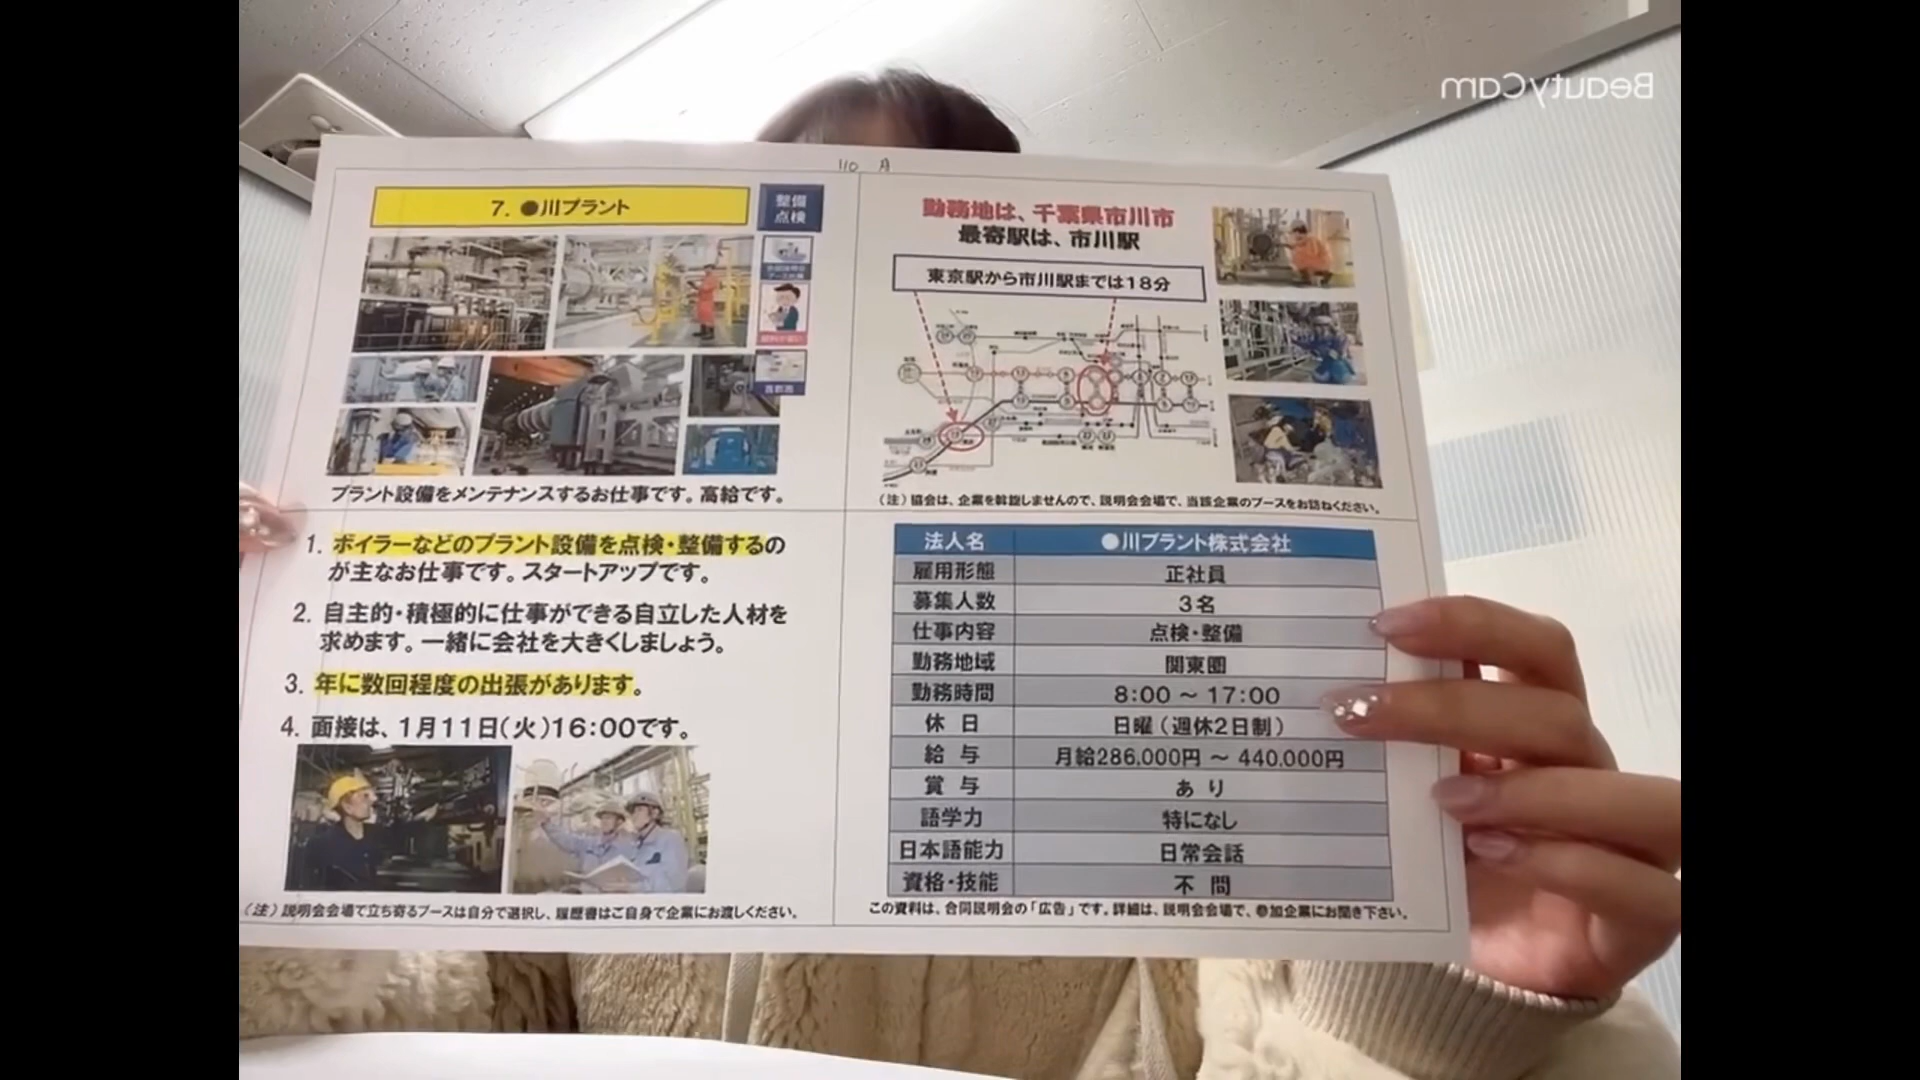 BeautyCam
7. ●川プラント
整備
点検
首都圏
プラント設備をメンテナンスするお仕事です。高給です。
勤務地は、千葉県市川市
最寄駅は、市川駅
東京駅から市川駅までは18分
(注)協会は、企業を斡旋しませんので、説明会会場で、当該企業のブースをお訪ねください。
1. ボイラーなどのプラント設備を点検・整備するの
が主なお仕事です。スタートアップです。
2. 自主的・積極的に仕事ができる自立した人材を
求めます。一緒に会社を大きくしましょう。
3. 年に数回程度の出張があります。
4. 面接は、1月11日(火)16:00です。
(注)説明会会場で立ち寄るブースは自分で選択し、履歴書はご自身で企業にお渡しください。
法人名 ●川プラント株式会社
雇用形態 正社員
募集人数 3名
仕事内容 点検・整備
勤務地域 関東圏
勤務時間 8:00 ~ 17:00
休 日 日曜(週休2日制)
給 与 月給286,000円 ~ 440,000円
賞 与 あ り
語学力 特になし
日本語能力 日常会話
資格・技能 不 問
この資料は、合同説明会の「広告」です。詳細は、説明会会場で、参加企業にお聞き下さい。